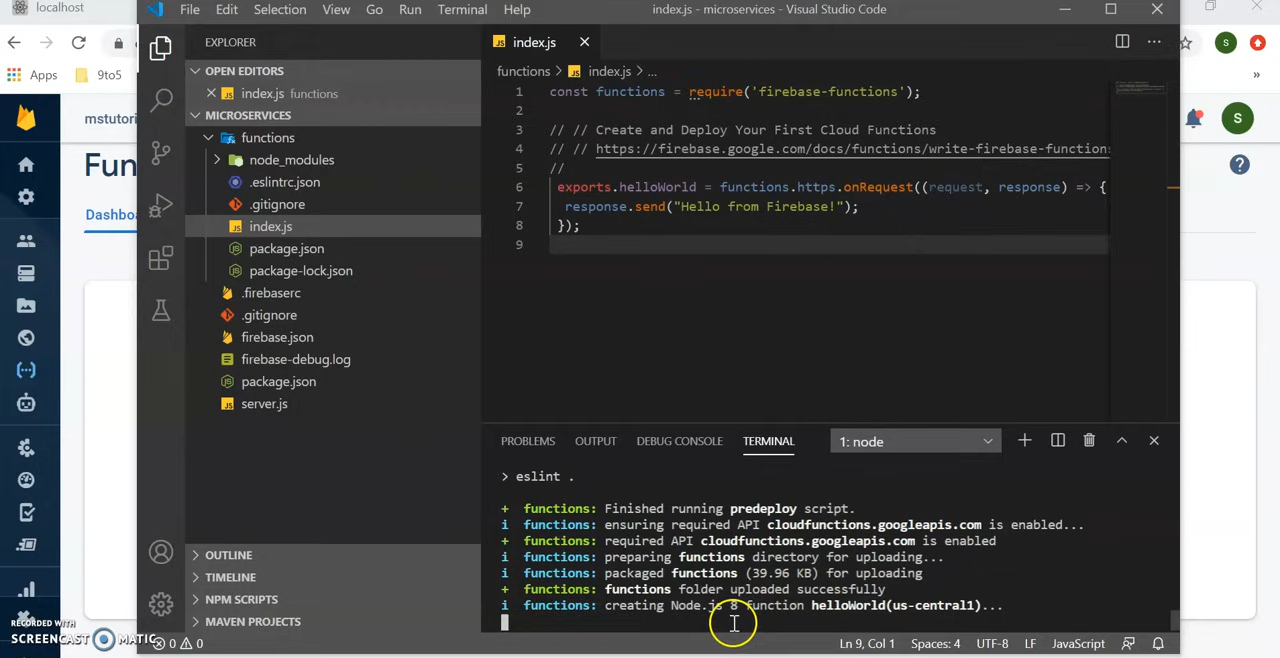 localhost
File Edit Selection View Go Run Terminal Help
index.js - microservices - Visual Studio Code
Apps
9to5
»
S
mstutori
S
Fun
Dashboa
EXPLORER
OPEN EDITORS
index.js functions
MICROSERVICES
functions
node_modules
.eslintrc.json
.gitignore
index.js
package.json
package-lock.json
.firebaserc
.gitignore
firebase.json
firebase-debug.log
package.json
server.js
OUTLINE
TIMELINE
NPM SCRIPTS
MAVEN PROJECTS
JS index.js
functions > JS index.js > ...
1 const functions = require('firebase-functions');
2
3 // // Create and Deploy Your First Cloud Functions
4 // // https://firebase.google.com/docs/functions/write-firebase-functions
5 //
6 exports.helloWorld = functions.https.onRequest((request, response) => {
7 response.send("Hello from Firebase!");
8 });
9
PROBLEMS OUTPUT DEBUG CONSOLE TERMINAL 1: node
> eslint .
+ functions: Finished running predeploy script.
i functions: ensuring required API cloudfunctions.googleapis.com is enabled...
+ functions: required API cloudfunctions.googleapis.com is enabled
i functions: preparing functions directory for uploading...
i functions: packaged functions (39.96 KB) for uploading
+ functions: functions folder uploaded successfully
i functions: creating Node.js 8 function helloWorld(us-central1)...
RECORDED WITH
SCREENCAST MATIC
0 0
Ln 9, Col 1 Spaces: 4 UTF-8 LF JavaScript